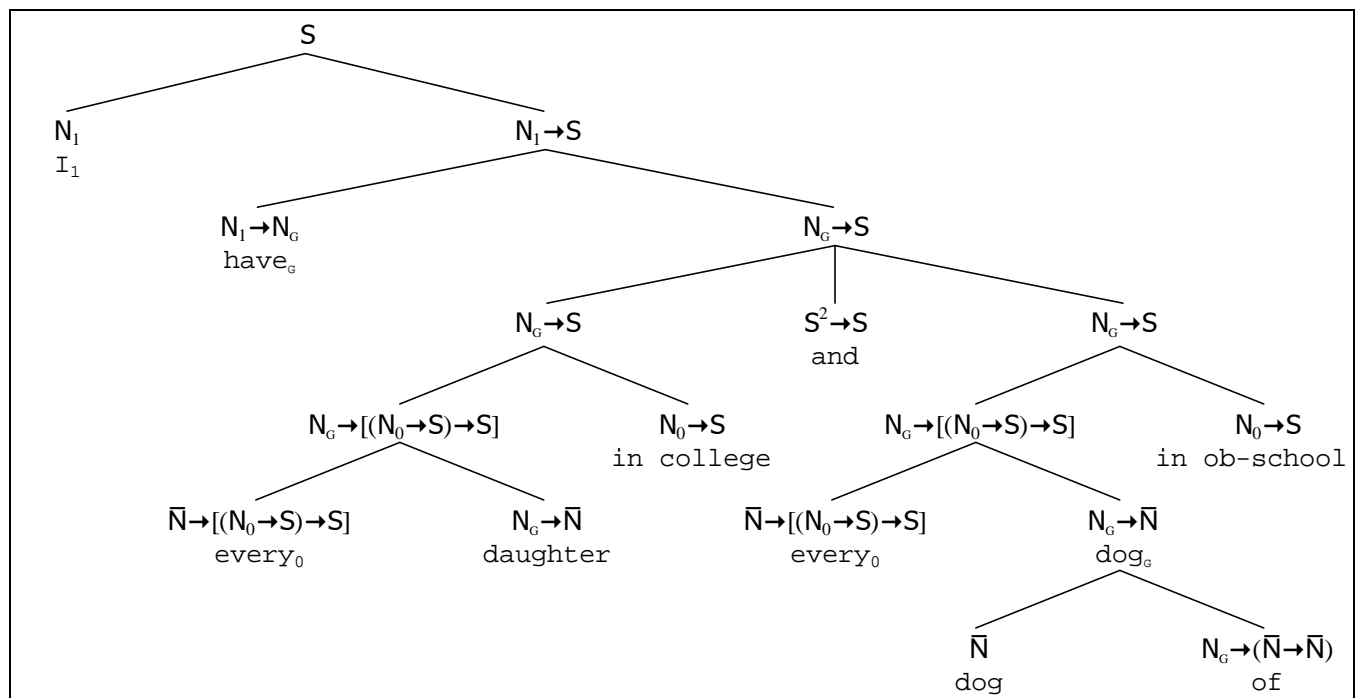 S
N₁ N₁→S
I₁
N₁→N_G N_G→S
have_G
N_G→S S²→S N_G→S
and
N_G→[(N₀→S)→S] N₀→S N_G→[(N₀→S)→S] N₀→S
in college in ob-school
N̄→[(N₀→S)→S] N_G→N̄ N̄→[(N₀→S)→S] N_G→N̄
every₀ daughter every₀ dog_G
N̄ N_G→(N̄→N̄)
dog of